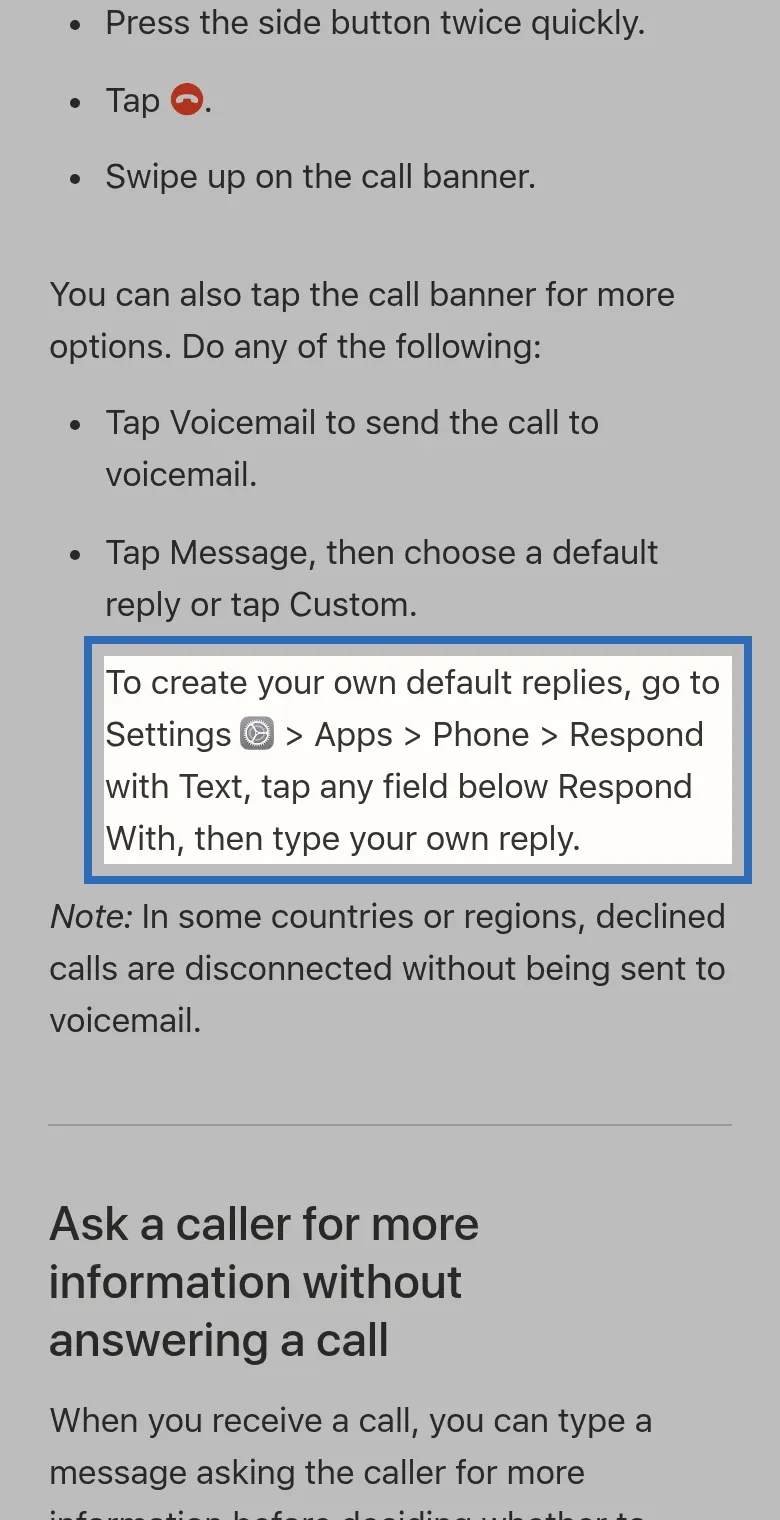 • Press the side button twice quickly.
• Tap .
• Swipe up on the call banner.
You can also tap the call banner for more
options. Do any of the following:
• Tap Voicemail to send the call to
voicemail.
• Tap Message, then choose a default
reply or tap Custom.
To create your own default replies, go to
Settings > Apps > Phone > Respond
with Text, tap any field below Respond
With, then type your own reply.
Note: In some countries or regions, declined
calls are disconnected without being sent to
voicemail.
Ask a caller for more
information without
answering a call
When you receive a call, you can type a
message asking the caller for more
information before deciding whether to